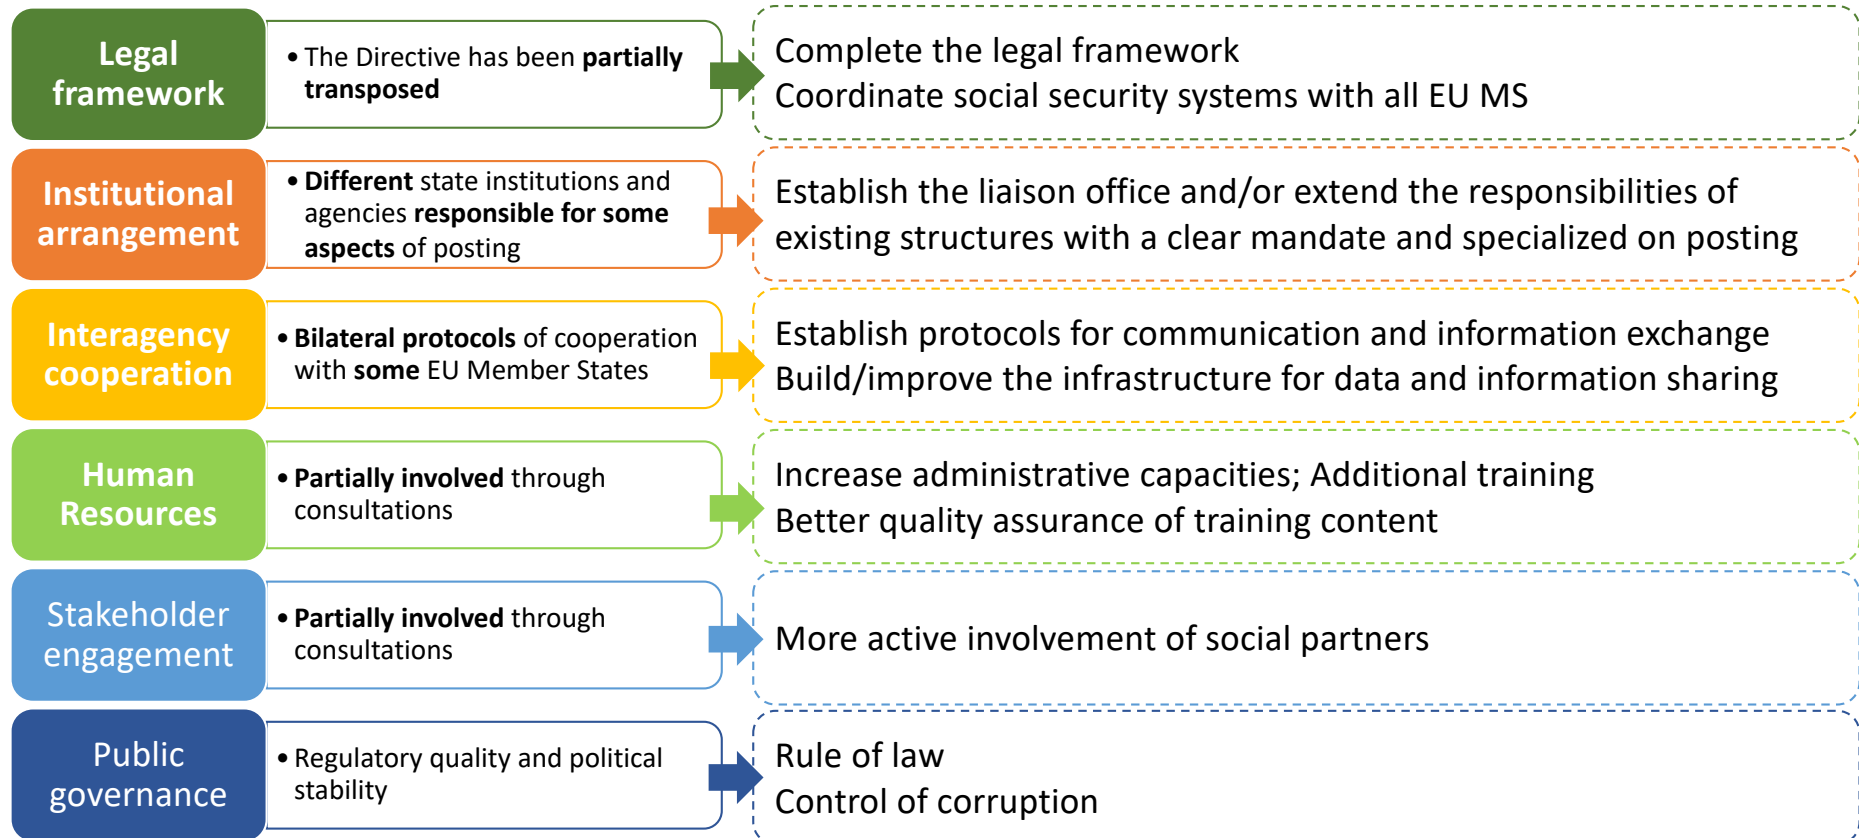 Legal
framework
• The Directive has been partially
transposed
Complete the legal framework
Coordinate social security systems with all EU MS
Institutional
arrangement
• Different state institutions and
agencies responsible for some
aspects of posting
Establish the liaison office and/or extend the responsibilities of
existing structures with a clear mandate and specialized on posting
Interagency
cooperation
• Bilateral protocols of cooperation
with some EU Member States
Establish protocols for communication and information exchange
Build/improve the infrastructure for data and information sharing
Human
Resources
• Partially involved through
consultations
Increase administrative capacities; Additional training
Better quality assurance of training content
Stakeholder
engagement
• Partially involved through
consultations
More active involvement of social partners
Public
governance
• Regulatory quality and political
stability
Rule of law
Control of corruption